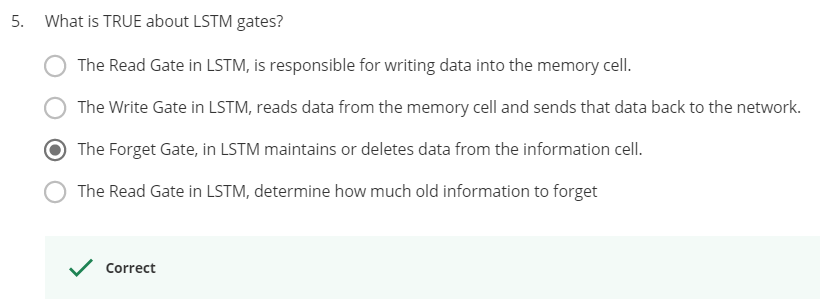 5. What is TRUE about LSTM gates?
The Read Gate in LSTM, is responsible for writing data into the memory cell.
The Write Gate in LSTM, reads data from the memory cell and sends that data back to the network.
The Forget Gate, in LSTM maintains or deletes data from the information cell.
The Read Gate in LSTM, determine how much old information to forget
Correct